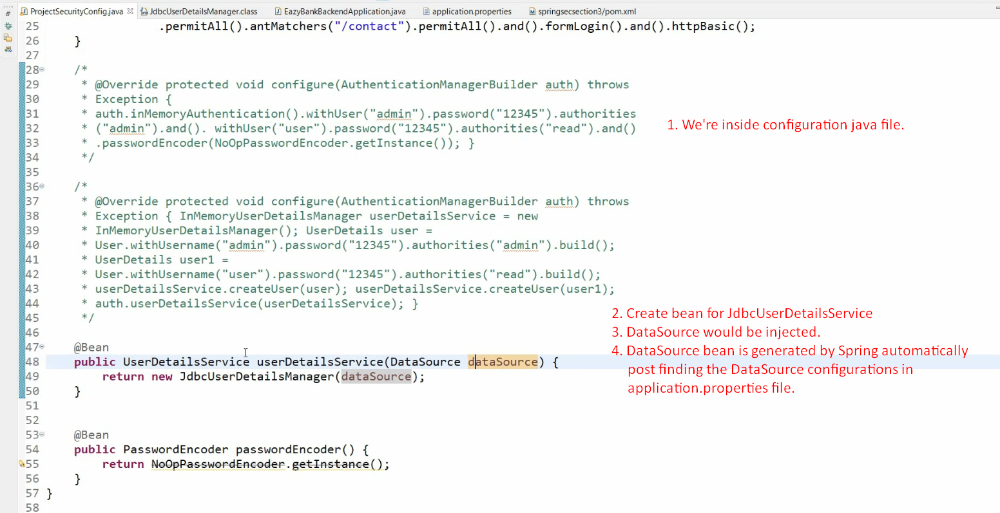 ProjectSecurityConfig.java JdbcUserDetailsManager.class EazyBankBackendApplication.java application.properties springsecsection3/pom.xml
25 .permitAll().antMatchers("/contact").permitAll().and().formLogin().and().httpBasic();
26 }
27
28 /*
29 * @Override protected void configure(AuthenticationManagerBuilder auth) throws
30 * Exception {
31 * auth.inMemoryAuthentication().withUser("admin").password("12345").authorities
32 * ("admin").and(). withUser("user").password("12345").authorities("read").and()
33 * .passwordEncoder(NoOpPasswordEncoder.getInstance()); }
34 */
35
36 /*
37 * @Override protected void configure(AuthenticationManagerBuilder auth) throws
38 * Exception { InMemoryUserDetailsManager userDetailsService = new
39 * InMemoryUserDetailsManager(); UserDetails user =
40 * User.withUsername("admin").password("12345").authorities("admin").build();
41 * UserDetails user1 =
42 * User.withUsername("user").password("12345").authorities("read").build();
43 * userDetailsService.createUser(user); userDetailsService.createUser(user1);
44 * auth.userDetailsService(userDetailsService); }
45 */
46
47 @Bean
48 public UserDetailsService userDetailsService(DataSource dataSource) {
49 return new JdbcUserDetailsManager(dataSource);
50 }
51
52
53 @Bean
54 public PasswordEncoder passwordEncoder() {
55 return NoOpPasswordEncoder.getInstance();
56 }
57 }
58
1. We're inside configuration java file.
2. Create bean for JdbcUserDetailsService
3. DataSource would be injected.
4. DataSource bean is generated by Spring automatically
post finding the DataSource configurations in
application.properties file.